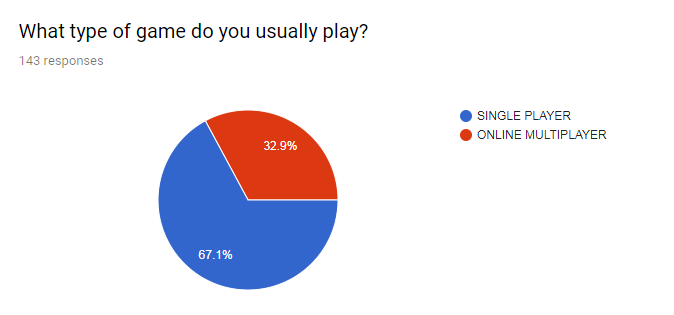 What type of game do you usually play?
143 responses
SINGLE PLAYER
ONLINE MULTIPLAYER
32.9%
67.1%